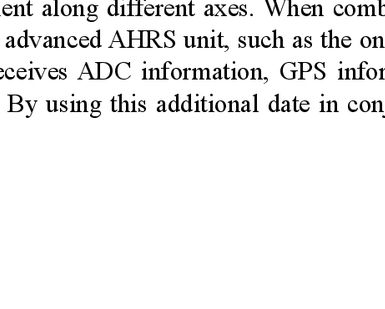 ent along different axes. When comb
advanced AHRS unit, such as the on
eceives ADC information, GPS infor
By using this additional date in con